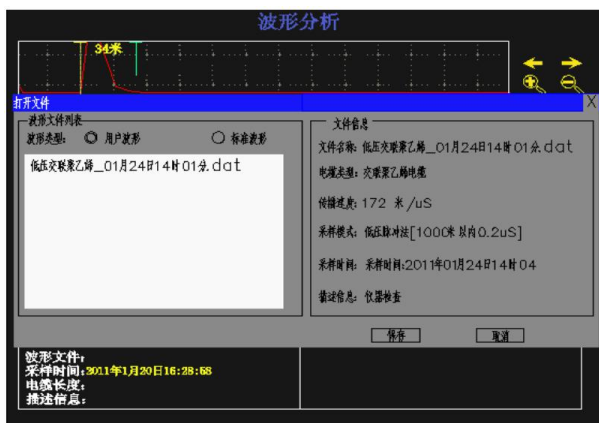 波形分析
34米
打开文件 X
波形文件列表
波形类型: 用户波形 标准波形
低压交联聚乙烯_01月24日14时01分.dat
文件信息
文件名称: 低压交联聚乙烯_01月24日14时01分.dat
电缆类型: 交联聚乙烯电缆
传播速度: 172 米/uS
采样模式: 低压脉冲法[1000米以内0.2uS]
采样时间: 采样时间:2011年01月24日14时04
描述信息: 仪器检查
保存 取消
波形文件:
采样时间:2011年1月20日16:28:58
电缆长度:
描述信息: